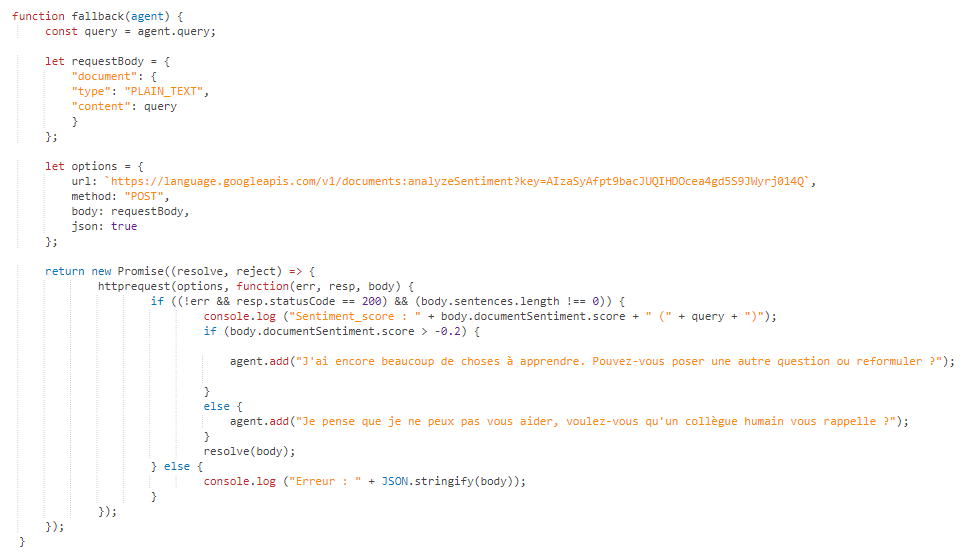 function fallback(agent) {
const query = agent.query;
let requestBody = {
"document": {
"type": "PLAIN_TEXT",
"content": query
}
};
let options = {
url: `https://language.googleapis.com/v1/documents:analyzeSentiment?key=AIzaSyAfpt9bacJUQIHDOcea4gd5S9JWyrj014Q`,
method: "POST",
body: requestBody,
json: true
};
return new Promise((resolve, reject) => {
httprequest(options, function(err, resp, body) {
if ((!err && resp.statusCode == 200) && (body.sentences.length !== 0)) {
console.log ("Sentiment_score : " + body.documentSentiment.score + " (" + query + ")");
if (body.documentSentiment.score > -0.2) {
agent.add("J'ai encore beaucoup de choses à apprendre. Pouvez-vous poser une autre question ou reformuler ?");
}
else {
agent.add("Je pense que je ne peux pas vous aider, voulez-vous qu'un collègue humain vous rappelle ?");
}
resolve(body);
} else {
console.log ("Erreur : " + JSON.stringify(body));
}
});
});
}